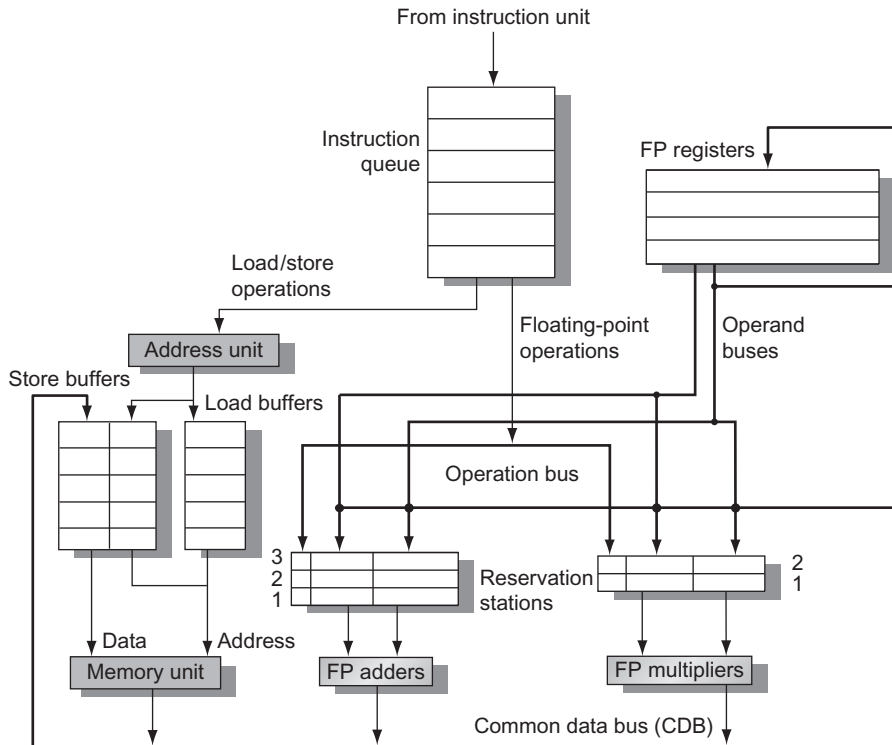 From instruction unit
Instruction
queue
FP registers
Load/store
operations
Floating-point
operations
Operand
buses
Address unit
Store buffers
Load buffers
Operation bus
3
2
1
Reservation
stations
2
1
Data
Address
Memory unit
FP adders
FP multipliers
Common data bus (CDB)